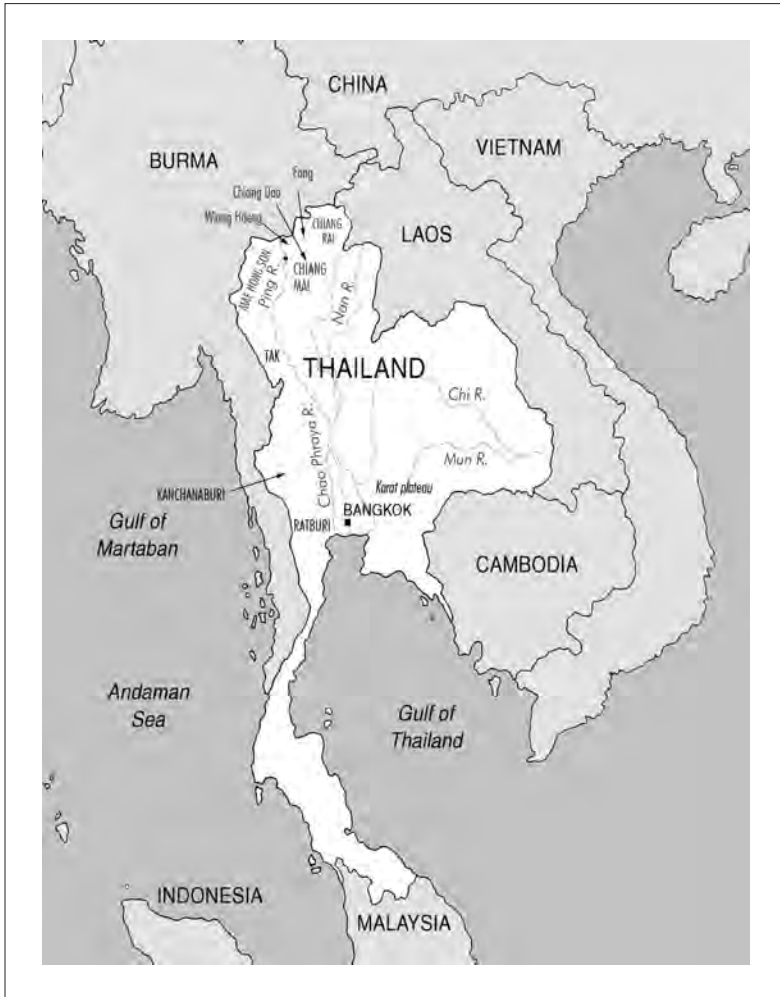 CHINA
VIETNAM
BURMA
Fang
Chiang Dao
Wiang Haeng
CHIANG
RAI
LAOS
MAE HONG SON
Ping R.
CHIANG
MAI
Nan R.
TAK
THAILAND
Chi R.
Chao Phraya R.
Mun R.
KANCHANABURI
Korat plateau
BANGKOK
RATBURI
Gulf of
Martaban
CAMBODIA
Andaman
Sea
Gulf of
Thailand
INDONESIA
MALAYSIA